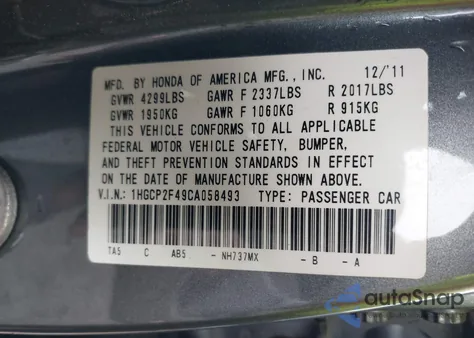 MFD. BY HONDA OF AMERICA MFG., INC. 12/'11
GVWR 4299LBS GAWR F 2337LBS R 2017LBS
GVWR 1950KG GAWR F 1060KG R 915KG
THIS VEHICLE CONFORMS TO ALL APPLICABLE
FEDERAL MOTOR VEHICLE SAFETY, BUMPER,
AND THEFT PREVENTION STANDARDS IN EFFECT
ON THE DATE OF MANUFACTURE SHOWN ABOVE.
V.I.N.: 1HGCP2F49CA058493 TYPE: PASSENGER CAR
TA5 C AB5 - NH737MX - B - A
autoSnap